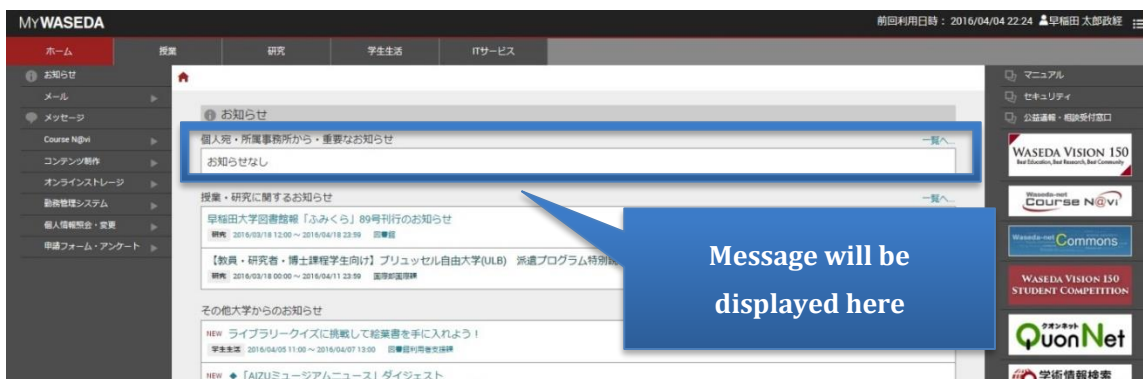 MYWASEDA
前回利用日時： 2016/04/04 22:24 早稲田 太郎政経
ホーム 授業 研究 学生生活 ITサービス
お知らせ
メール
メッセージ
Course N@vi
コンテンツ制作
オンラインストレージ
勤務管理システム
個人情報照会・変更
申請フォーム・アンケート
お知らせ
個人宛・所属事務所から・重要なお知らせ 一覧へ...
お知らせなし
授業・研究に関するお知らせ 一覧へ...
早稲田大学図書館報「ふみくら」89号刊行のお知らせ
研究 2016/03/18 12:00 ～ 2016/04/18 23:59 図書館
【教員・研究者・博士課程学生向け】ブリュッセル自由大学(ULB) 派遣プログラム特別
研究 2016/03/18 00:00 ～ 2016/04/11 23:59 国際部国際課
その他大学からのお知らせ
NEW ライブラリークイズに挑戦して絵葉書を手に入れよう！
学生生活 2016/04/05 11:00 ～ 2016/04/07 13:00 図書館利用者支援課
NEW ◆「AIZUミュージアムニュース」ダイジェスト
Message will be
displayed here
マニュアル
セキュリティ
公益通報・相談受付窓口
WASEDA VISION 150
Best Education, Best Research, Best Community
Waseda-net
Course N@vi
Waseda-net Commons
WASEDA VISION 150
STUDENT COMPETITION
クオンネット
QuonNet
学術情報検索